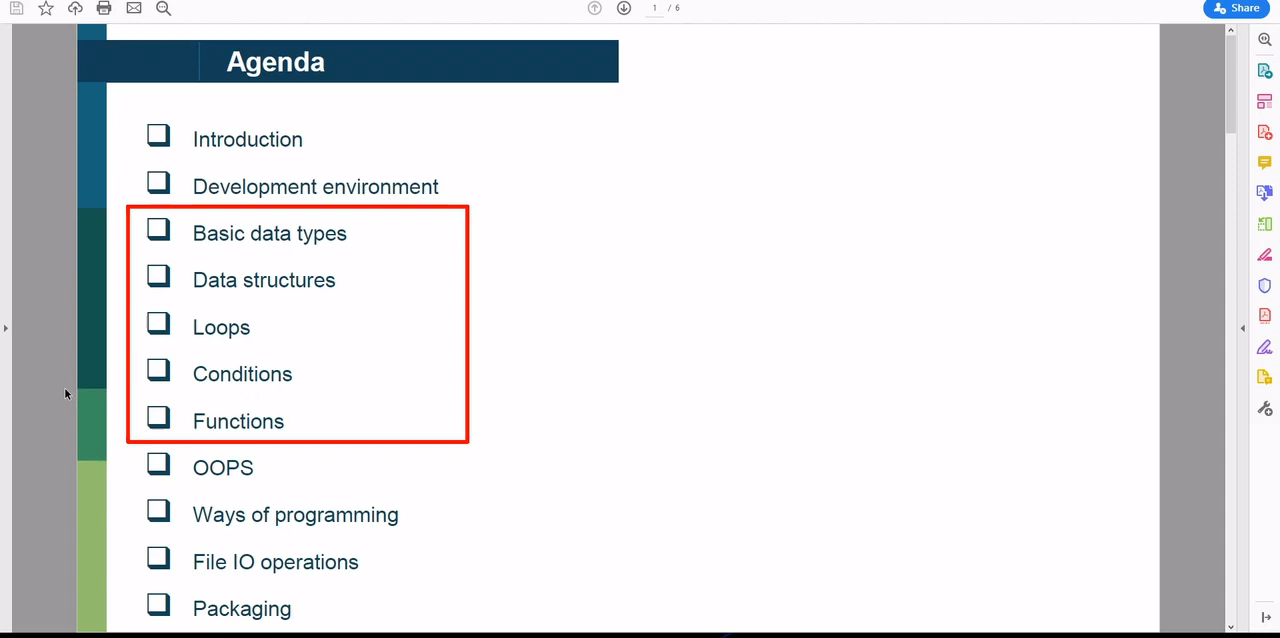 1 / 6
Share
Agenda
Introduction
Development environment
Basic data types
Data structures
Loops
Conditions
Functions
OOPS
Ways of programming
File IO operations
Packaging